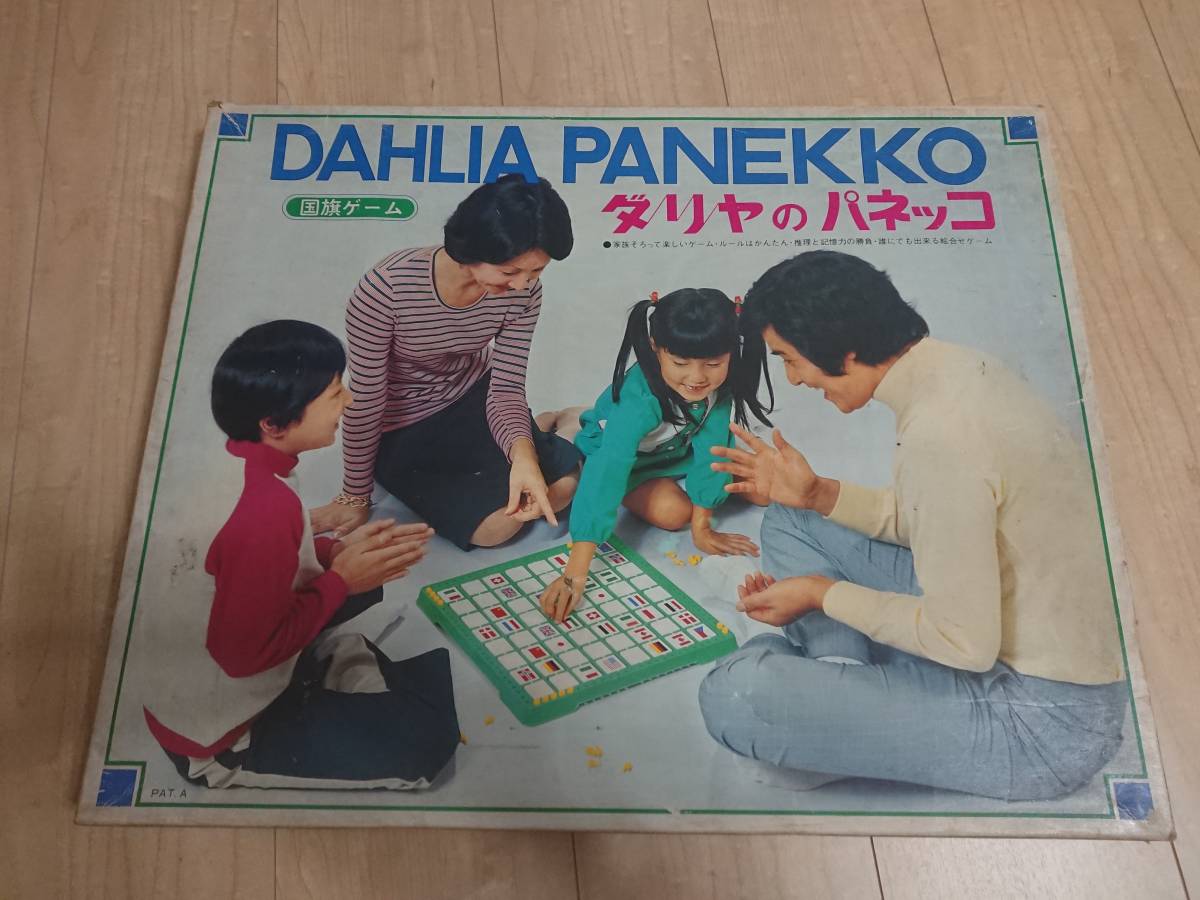 DAHLIA PANEKKO
国旗ゲーム
ダリヤの パネッコ
●家族そろって楽しいゲーム・ルールはかんたん・推理と記憶力の勝負・誰にでも出来る組合せゲーム
PAT. A